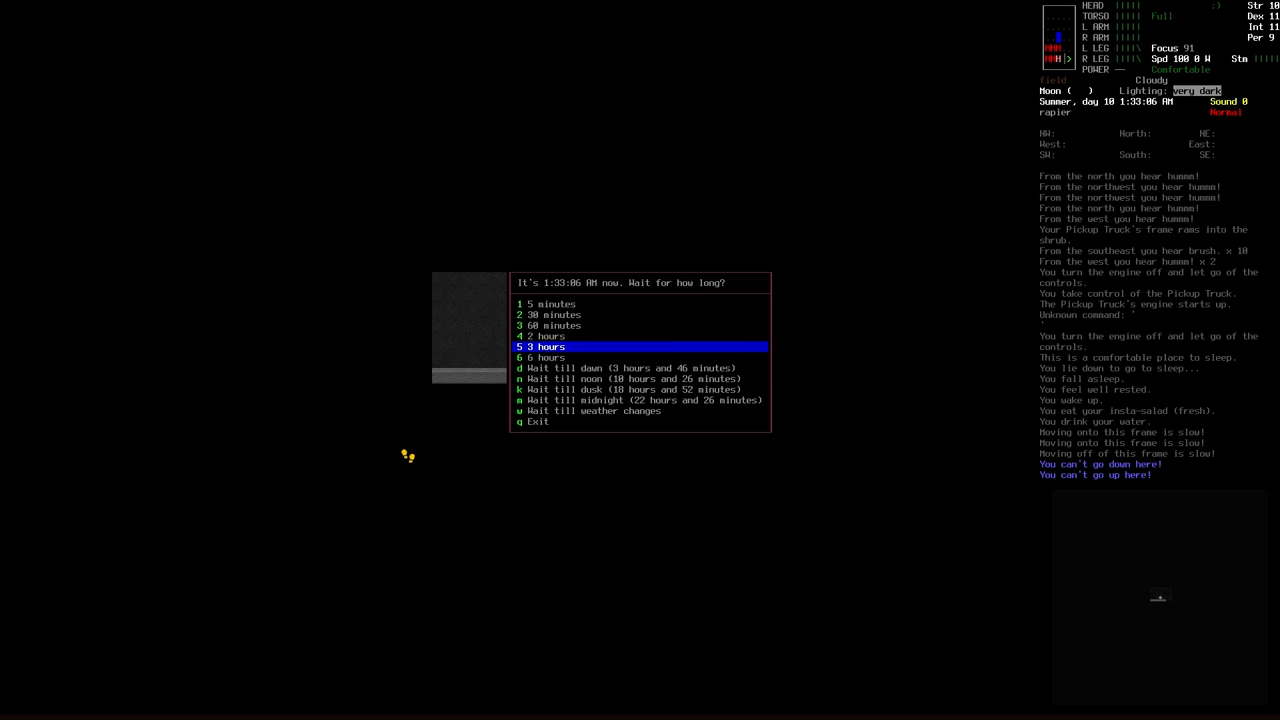 HEAD ||||| :) Str 10
TORSO ||||| Full Dex 11
L ARM ||||| Int 11
R ARM ||||| Per 9
L LEG ||||\ Focus 91
R LEG ||||\ Spd 100 0 W Stm |||||
POWER -- Comfortable
field Cloudy
Moon (   ) Lighting: very dark
Summer, day 10 1:33:06 AM Sound 0
rapier Normal
NW: North: NE:
West: East:
SW: South: SE:
From the north you hear hummm!
From the northwest you hear hummm!
From the northwest you hear hummm!
From the north you hear hummm!
From the west you hear hummm!
Your Pickup Truck's frame rams into the
shrub.
From the southeast you hear brush. x 10
From the west you hear hummm! x 2
You turn the engine off and let go of the
controls.
You take control of the Pickup Truck.
The Pickup Truck's engine starts up.
Unknown command: '
'
You turn the engine off and let go of the
controls.
This is a comfortable place to sleep.
You lie down to go to sleep...
You fall asleep.
You feel well rested.
You wake up.
You eat your insta-salad (fresh).
You drink your water.
Moving onto this frame is slow!
Moving onto this frame is slow!
Moving off of this frame is slow!
You can't go down here!
You can't go up here!
It's 1:33:06 AM now. Wait for how long?
1 5 minutes
2 30 minutes
3 60 minutes
4 2 hours
5 3 hours
6 6 hours
d Wait till dawn (3 hours and 46 minutes)
n Wait till noon (10 hours and 26 minutes)
k Wait till dusk (18 hours and 52 minutes)
m Wait till midnight (22 hours and 26 minutes)
w Wait till weather changes
q Exit